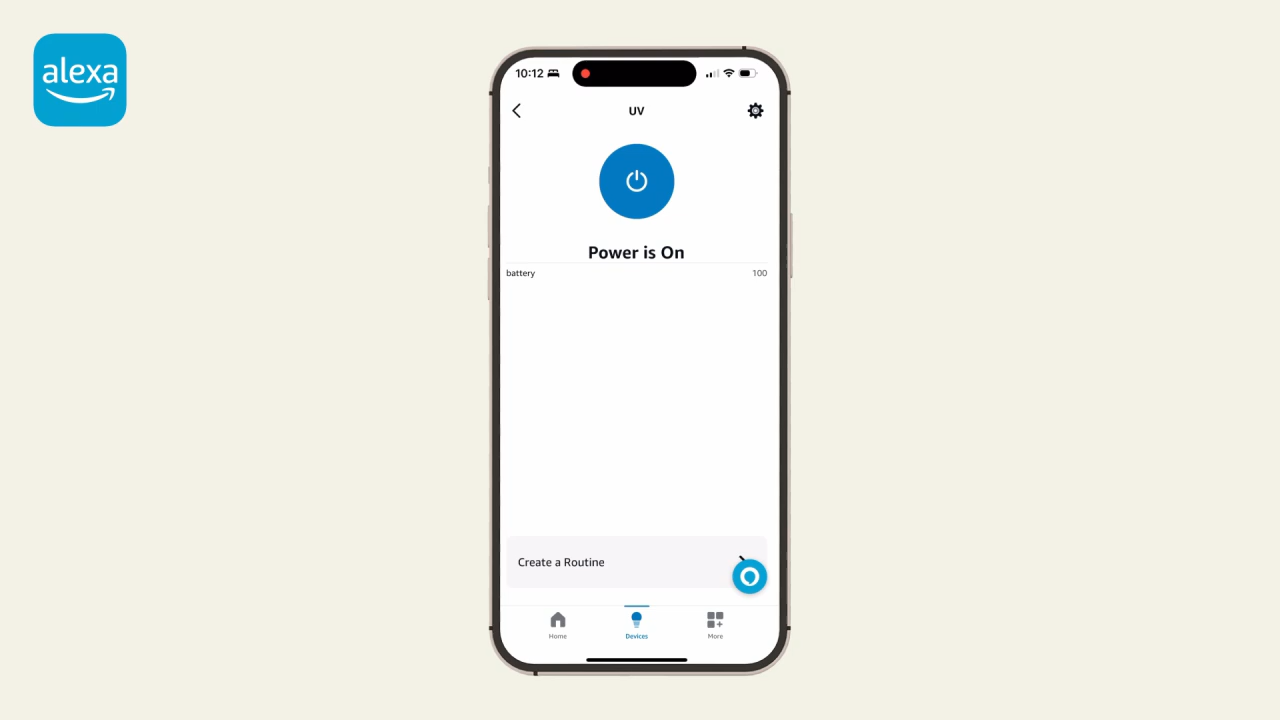 alexa
10:12
UV
Power is On
battery 100
Create a Routine
Home Devices More